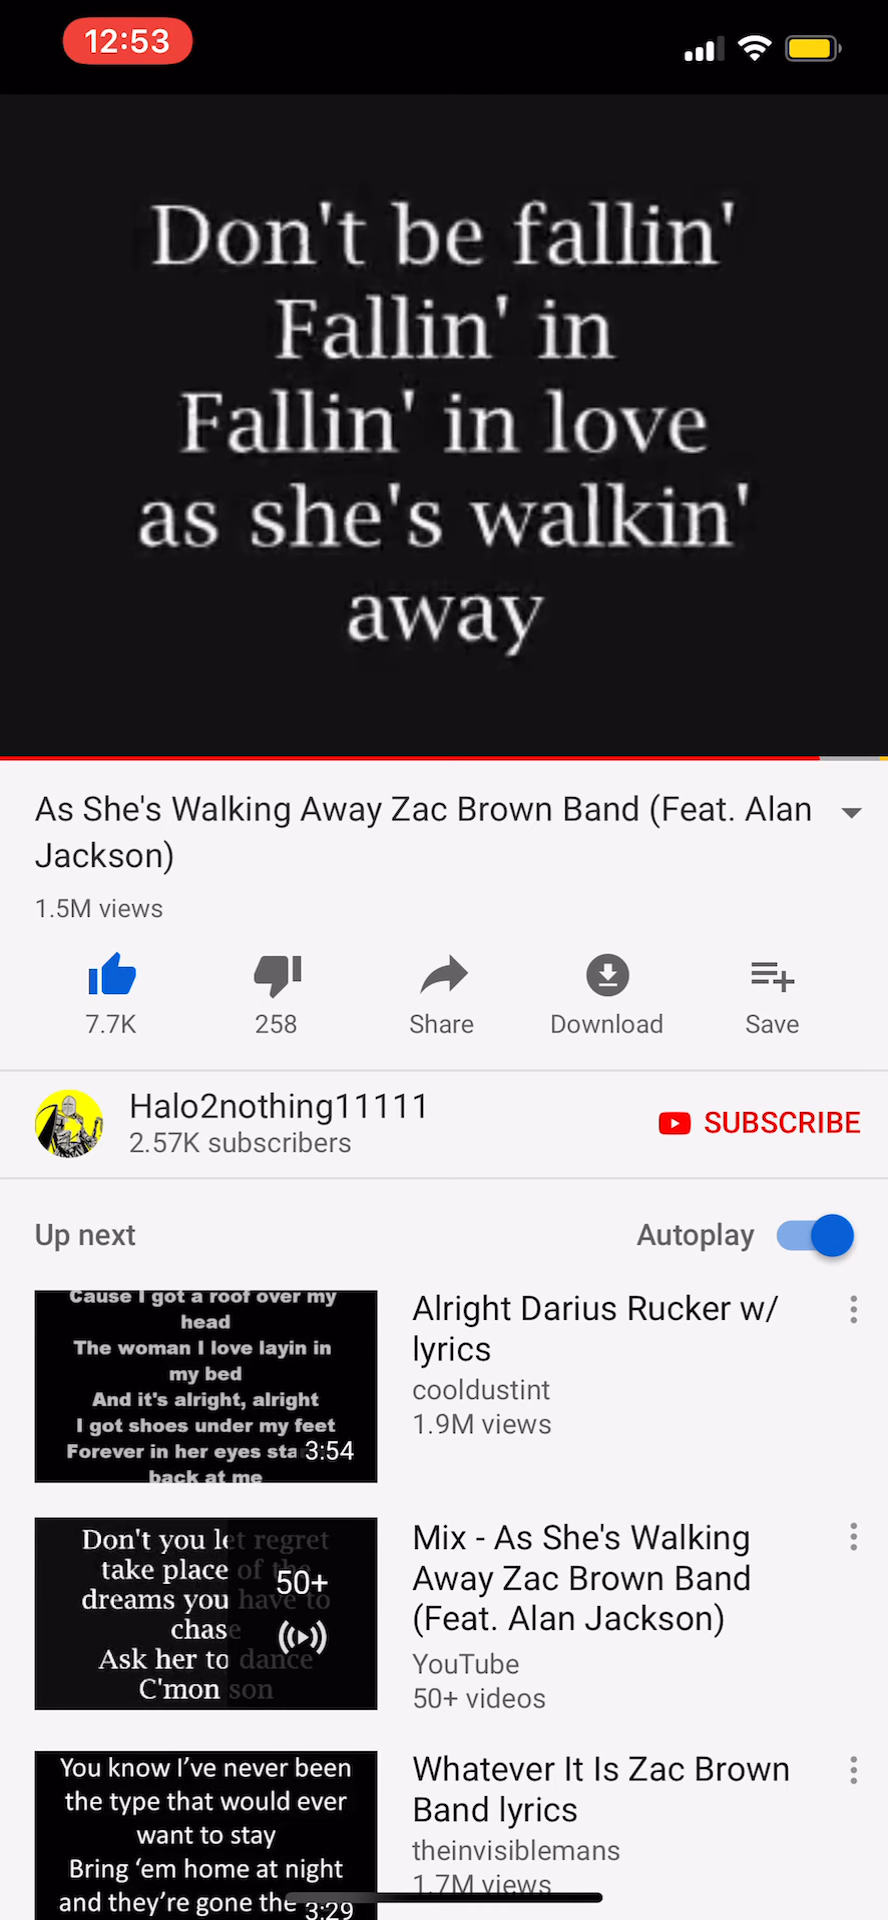 12:53
Don't be fallin'
Fallin' in
Fallin' in love
as she's walkin'
away
As She's Walking Away Zac Brown Band (Feat. Alan
Jackson)
1.5M views
7.7K
258
Share
Download
Save
Halo2nothing11111
2.57K subscribers
SUBSCRIBE
Up next
Autoplay
Cause I got a roof over my
head
The woman I love layin in
my bed
And it's alright, alright
I got shoes under my feet
Forever in her eyes sta
3:54
back at me
Alright Darius Rucker w/
lyrics
cooldustint
1.9M views
Don't you let regret
take place of the
dreams you have to
chase
Ask her to dance
C'mon son
50+
Mix - As She's Walking
Away Zac Brown Band
(Feat. Alan Jackson)
YouTube
50+ videos
You know I’ve never been
the type that would ever
want to stay
Bring ‘em home at night
and they’re gone the
3:29
Whatever It Is Zac Brown
Band lyrics
theinvisiblemans
1.7M views